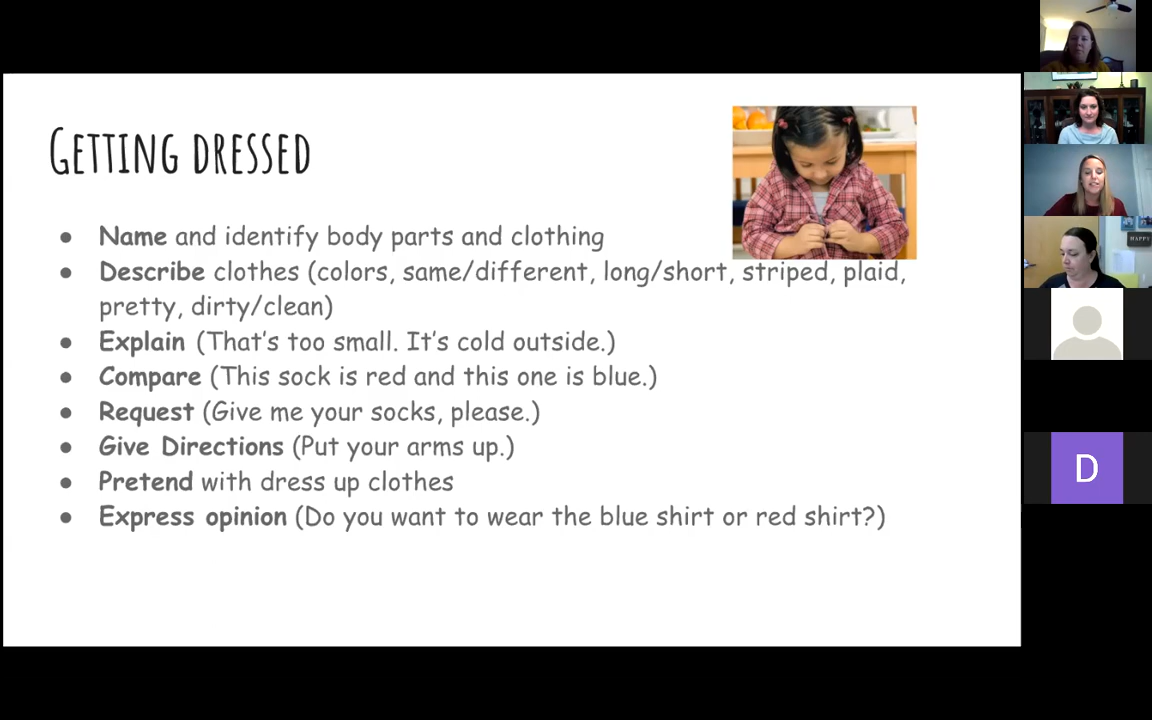 Getting dressed
● Name and identify body parts and clothing
● Describe clothes (colors, same/different, long/short, striped, plaid,
pretty, dirty/clean)
● Explain (That's too small. It's cold outside.)
● Compare (This sock is red and this one is blue.)
● Request (Give me your socks, please.)
● Give Directions (Put your arms up.)
● Pretend with dress up clothes
● Express opinion (Do you want to wear the blue shirt or red shirt?)
HAPPY
D